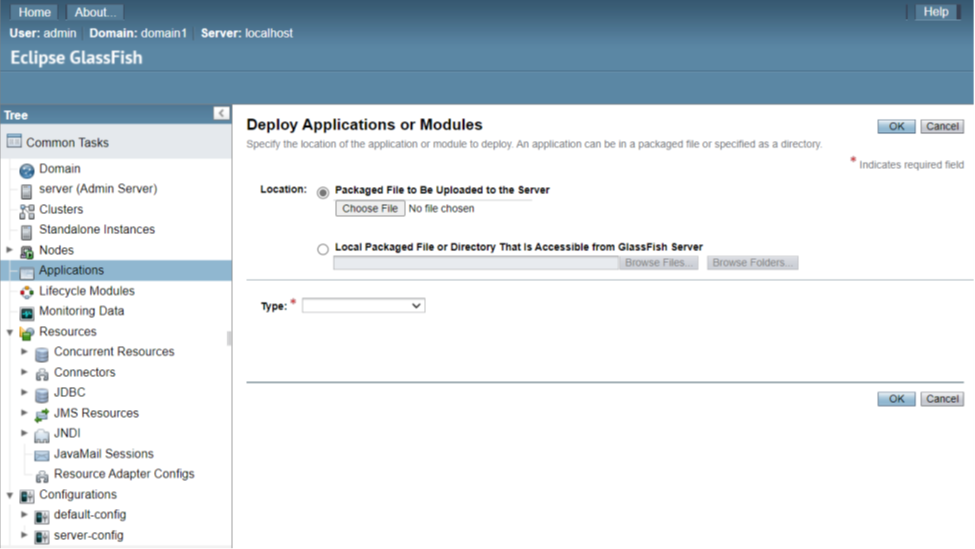 Home About... Help
User: admin Domain: domain1 Server: localhost
Eclipse GlassFish
Tree
Common Tasks
Domain
server (Admin Server)
Clusters
Standalone Instances
Nodes
Applications
Lifecycle Modules
Monitoring Data
Resources
Concurrent Resources
Connectors
JDBC
JMS Resources
JNDI
JavaMail Sessions
Resource Adapter Configs
Configurations
default-config
server-config
Deploy Applications or Modules
OK Cancel
Specify the location of the application or module to deploy. An application can be in a packaged file or specified as a directory.
* Indicates required field
Location: Packaged File to Be Uploaded to the Server
Choose File No file chosen
Local Packaged File or Directory That Is Accessible from GlassFish Server
Browse Files... Browse Folders...
Type: *
OK Cancel